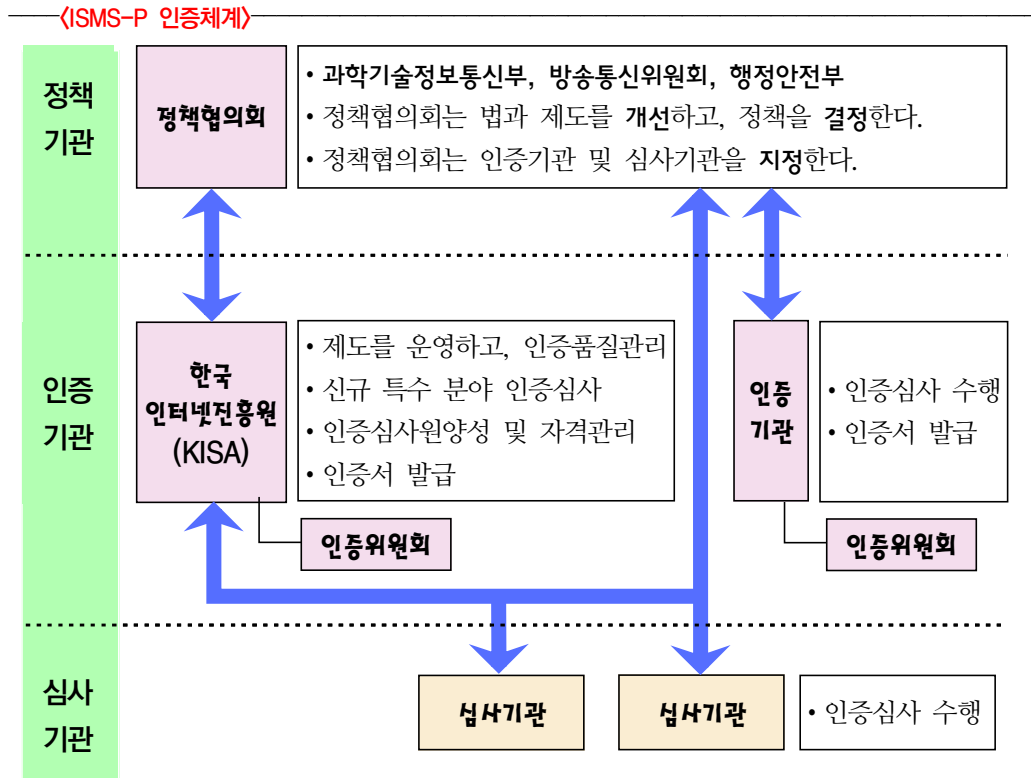 <ISMS-P 인증체계>
정책
기관
정책협의회
• 과학기술정보통신부, 방송통신위원회, 행정안전부
• 정책협의회는 법과 제도를 개선하고, 정책을 결정한다.
• 정책협의회는 인증기관 및 심사기관을 지정한다.
인증
기관
한국
인터넷진흥원
(KISA)
• 제도를 운영하고, 인증품질관리
• 신규 특수 분야 인증심사
• 인증심사원양성 및 자격관리
• 인증서 발급
인증위원회
인증
기관
• 인증심사 수행
• 인증서 발급
인증위원회
심사
기관
심사기관
심사기관
• 인증심사 수행